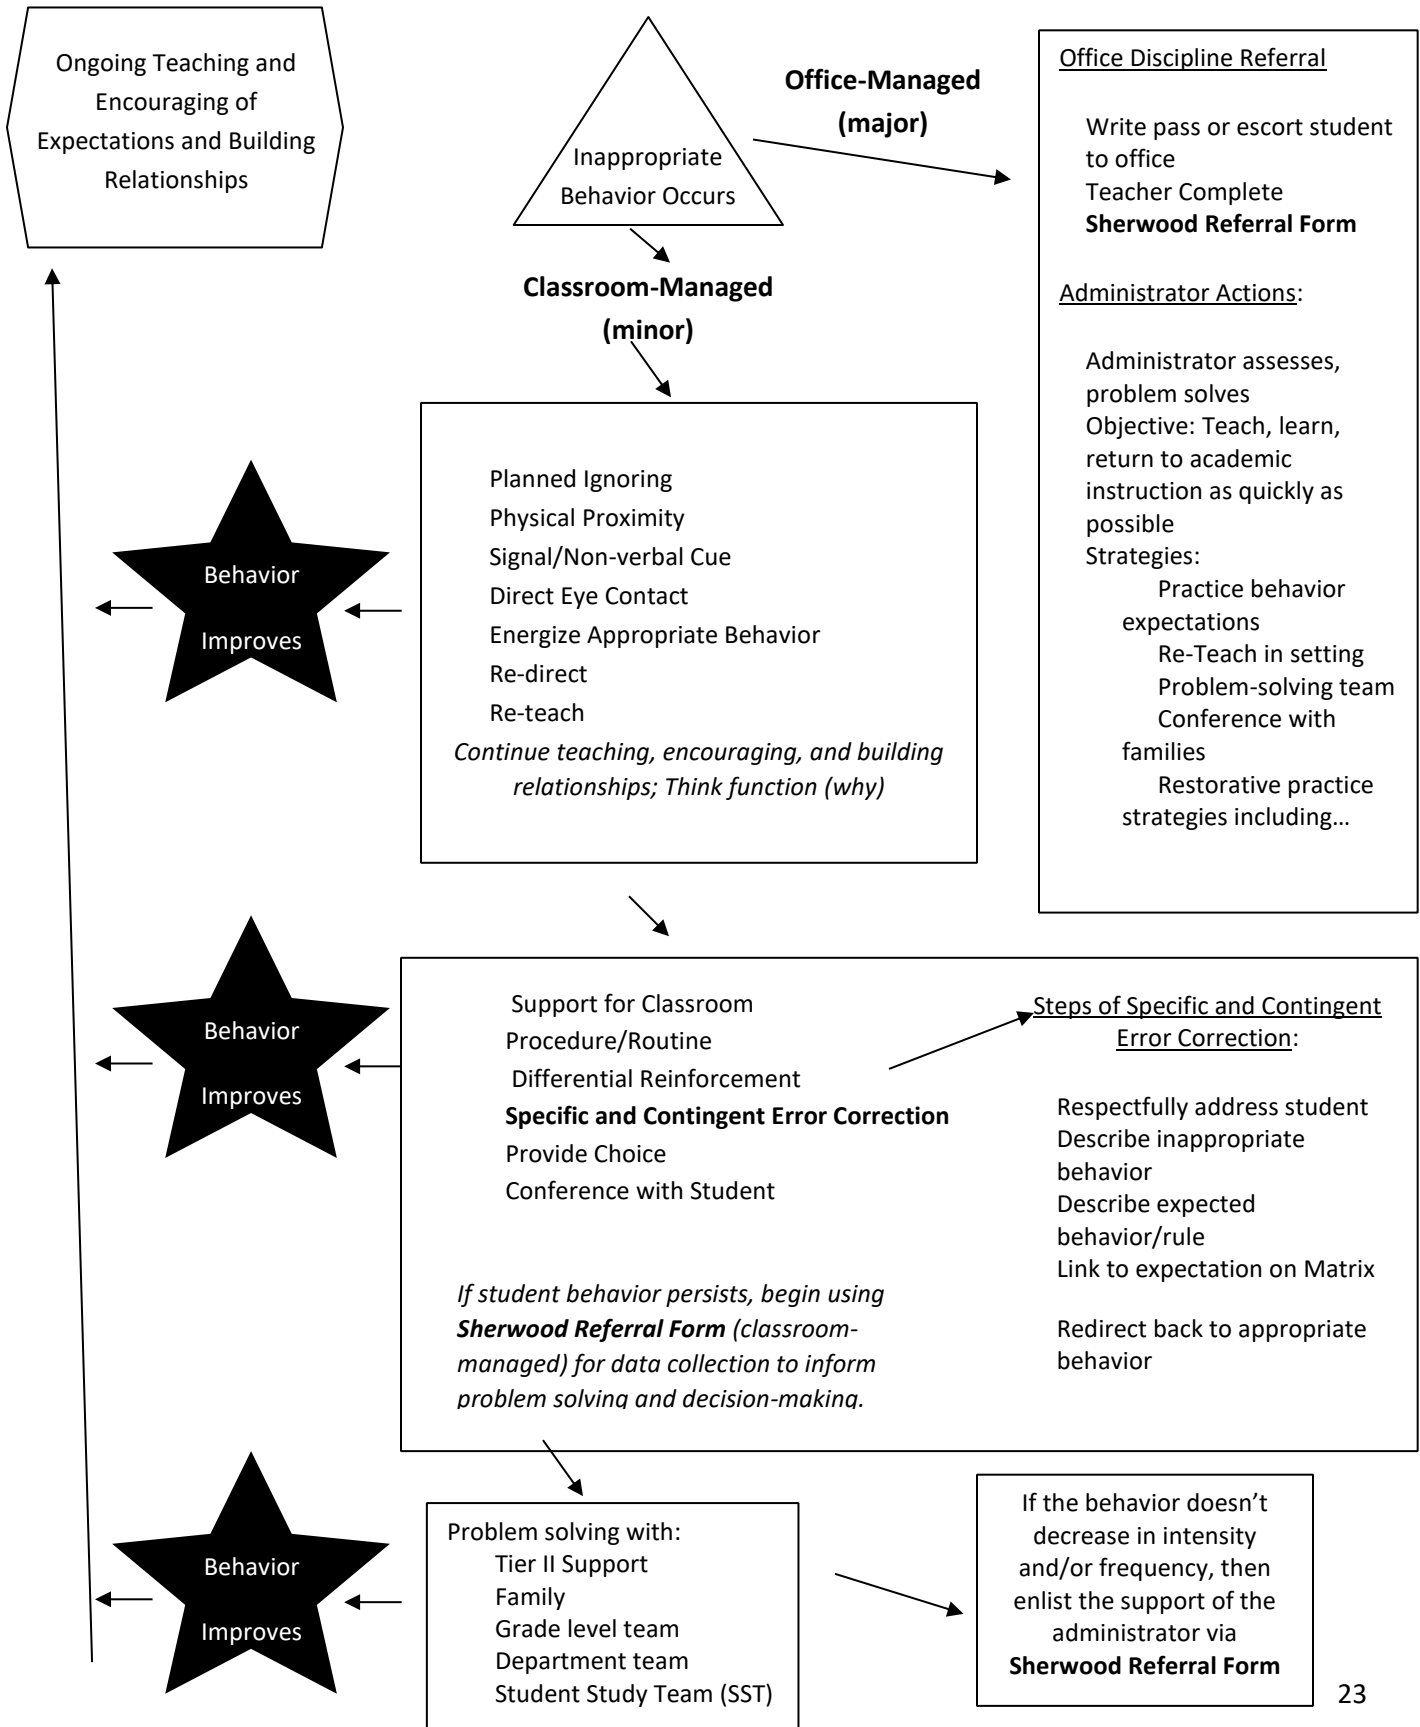 Ongoing Teaching and
Encouraging of
Expectations and Building
Relationships
Inappropriate
Behavior Occurs
Office-Managed
(major)
Office Discipline Referral
Write pass or escort student
to office
Teacher Complete
Sherwood Referral Form
Administrator Actions:
Administrator assesses,
problem solves
Objective: Teach, learn,
return to academic
instruction as quickly as
possible
Strategies:
Practice behavior
expectations
Re-Teach in setting
Problem-solving team
Conference with
families
Restorative practice
strategies including…
Classroom-Managed
(minor)
Planned Ignoring
Physical Proximity
Signal/Non-verbal Cue
Direct Eye Contact
Energize Appropriate Behavior
Re-direct
Re-teach
Continue teaching, encouraging, and building
relationships; Think function (why)
Behavior
Improves
Support for Classroom
Procedure/Routine
Differential Reinforcement
Specific and Contingent Error Correction
Provide Choice
Conference with Student
If student behavior persists, begin using
Sherwood Referral Form (classroom-
managed) for data collection to inform
problem solving and decision-making.
Steps of Specific and Contingent
Error Correction:
Respectfully address student
Describe inappropriate
behavior
Describe expected
behavior/rule
Link to expectation on Matrix
Redirect back to appropriate
behavior
Behavior
Improves
Problem solving with:
Tier II Support
Family
Grade level team
Department team
Student Study Team (SST)
Behavior
Improves
If the behavior doesn’t
decrease in intensity
and/or frequency, then
enlist the support of the
administrator via
Sherwood Referral Form
23